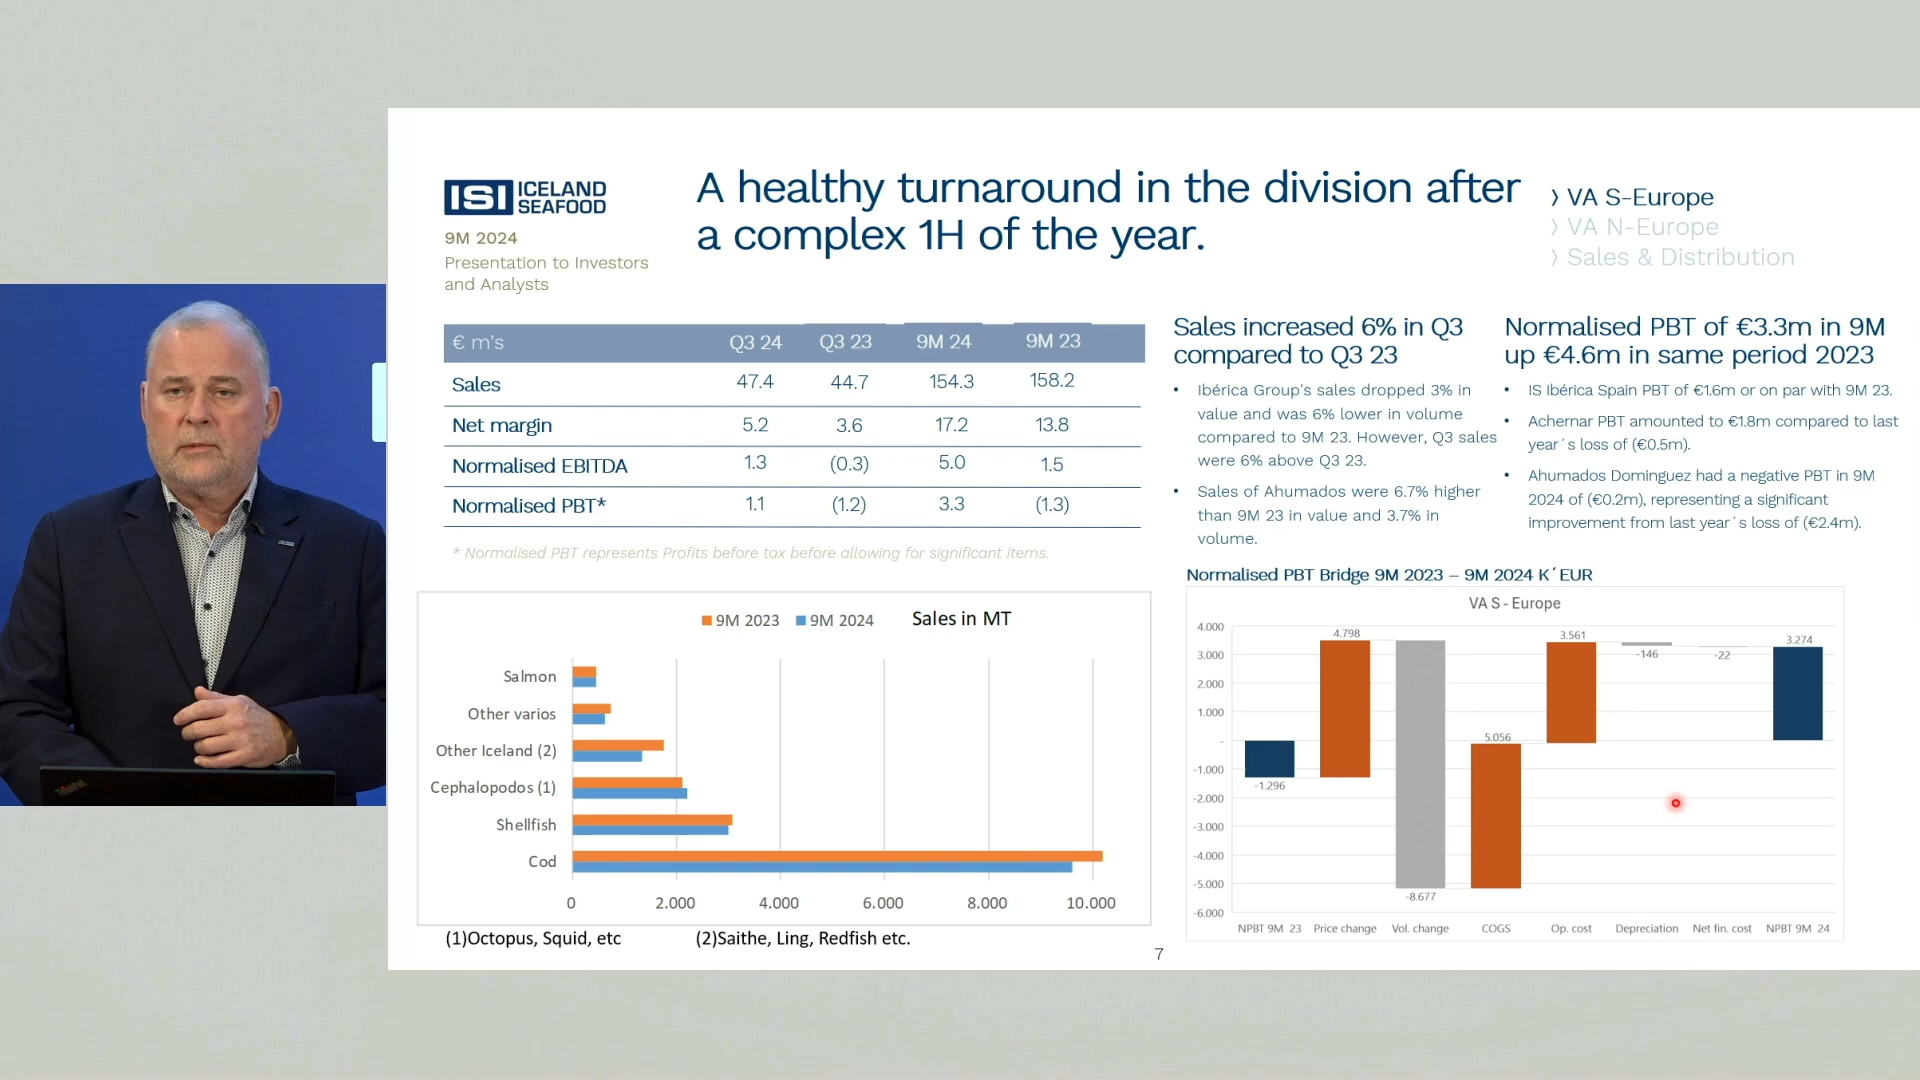 ISI ICELAND
SEAFOOD
9M 2024
Presentation to Investors
and Analysts
A healthy turnaround in the division after
a complex 1H of the year.
〉VA S-Europe
〉VA N-Europe
〉Sales & Distribution
€ m's Q3 24 Q3 23 9M 24 9M 23
Sales 47.4 44.7 154.3 158.2
Net margin 5.2 3.6 17.2 13.8
Normalised EBITDA 1.3 (0.3) 5.0 1.5
Normalised PBT* 1.1 (1.2) 3.3 (1.3)
* Normalised PBT represents Profits before tax before allowing for significant items.
Sales increased 6% in Q3
compared to Q3 23
• Ibérica Group's sales dropped 3% in
value and was 6% lower in volume
compared to 9M 23. However, Q3 sales
were 6% above Q3 23.
• Sales of Ahumados were 6.7% higher
than 9M 23 in value and 3.7% in
volume.
Normalised PBT of €3.3m in 9M
up €4.6m in same period 2023
• IS Ibérica Spain PBT of €1.6m or on par with 9M 23.
• Achernar PBT amounted to €1.8m compared to last
year´s loss of (€0.5m).
• Ahumados Dominguez had a negative PBT in 9M
2024 of (€0.2m), representing a significant
improvement from last year´s loss of (€2.4m).
9M 2023 9M 2024 Sales in MT
Salmon
Other varios
Other Iceland (2)
Cephalopodos (1)
Shellfish
Cod
0 2.000 4.000 6.000 8.000 10.000
(1)Octopus, Squid, etc (2)Saithe, Ling, Redfish etc.
Normalised PBT Bridge 9M 2023 – 9M 2024 K´EUR
VA S - Europe
4.000
3.000
2.000
1.000
-
-1.000
-2.000
-3.000
-4.000
-5.000
-6.000
-1.296
4.798
-8.677
5.056
3.561
-146
-22
3.274
NPBT 9M 23 Price change Vol. change COGS Op. cost Depreciation Net fin. cost NPBT 9M 24
7
ThinkPad